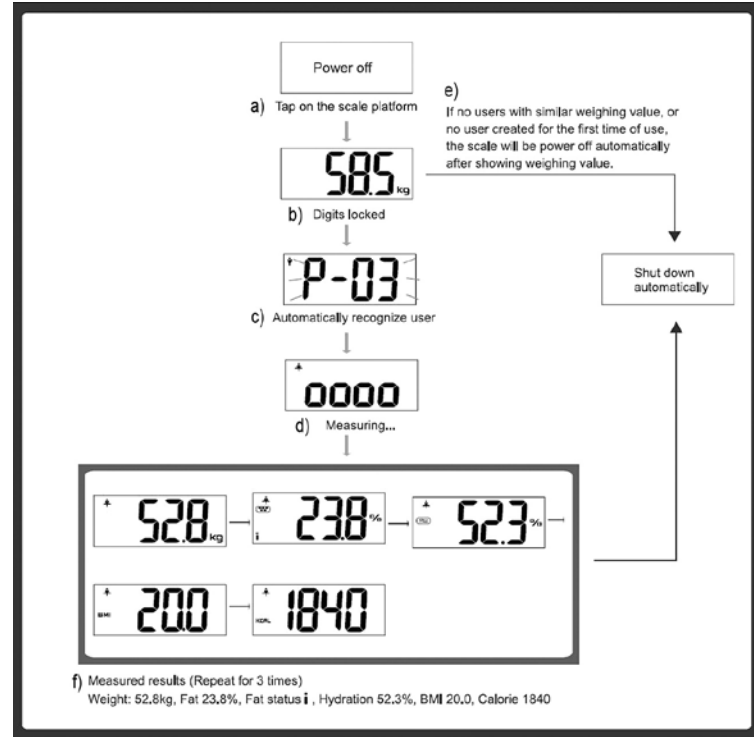 Power off
a) Tap on the scale platform
e)
If no users with similar weighing value, or
no user created for the first time of use,
the scale will be power off automatically
after showing weighing value.
58.5 kg
b) Digits locked
P-03
c) Automatically recognize user
Shut down
automatically
oooo
d) Measuring...
52.8 kg
23.8 %
i
52.3 %
BMI 20.0
KCAL 1840
f) Measured results (Repeat for 3 times)
Weight: 52.8kg, Fat 23.8%, Fat status i , Hydration 52.3%, BMI 20.0, Calorie 1840